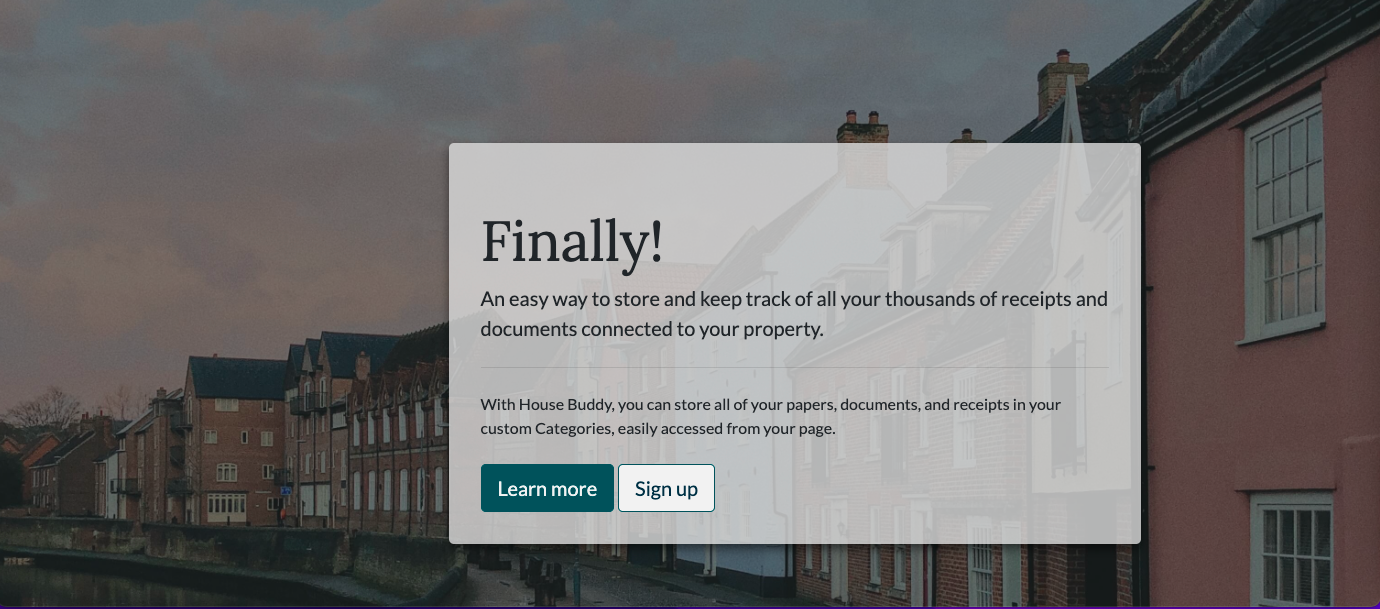 Finally!
An easy way to store and keep track of all your thousands of receipts and
documents connected to your property.
With House Buddy, you can store all of your papers, documents, and receipts in your
custom Categories, easily accessed from your page.
Learn more Sign up